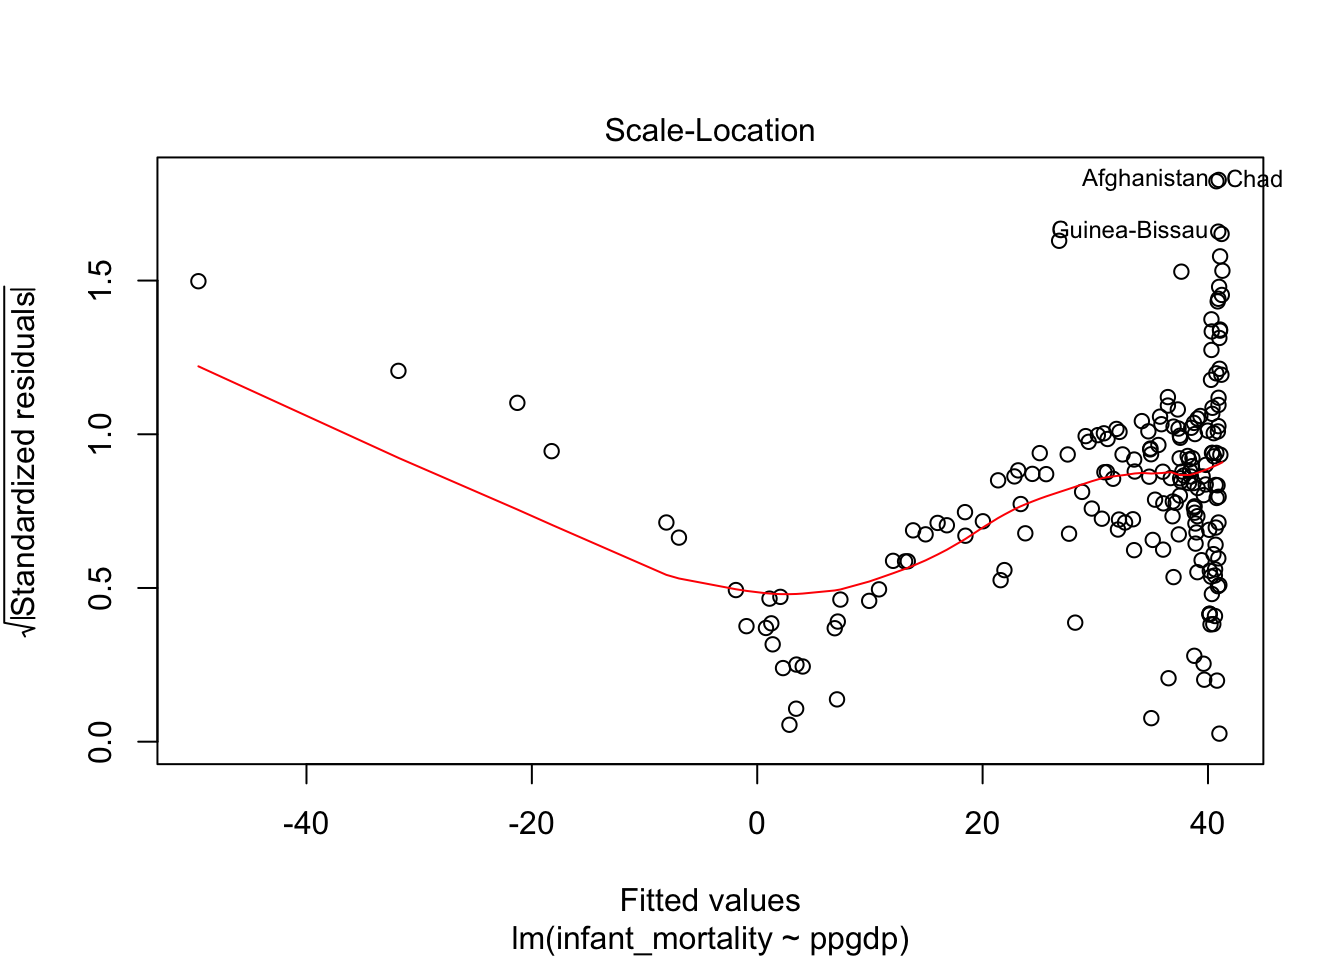 Scale-Location
Afghanistan
Chad
Guinea-Bissau
√|Standardized residuals|
1.5
1.0
0.5
0.0
-40
-20
0
20
40
Fitted values
lm(infant_mortality ~ ppgdp)